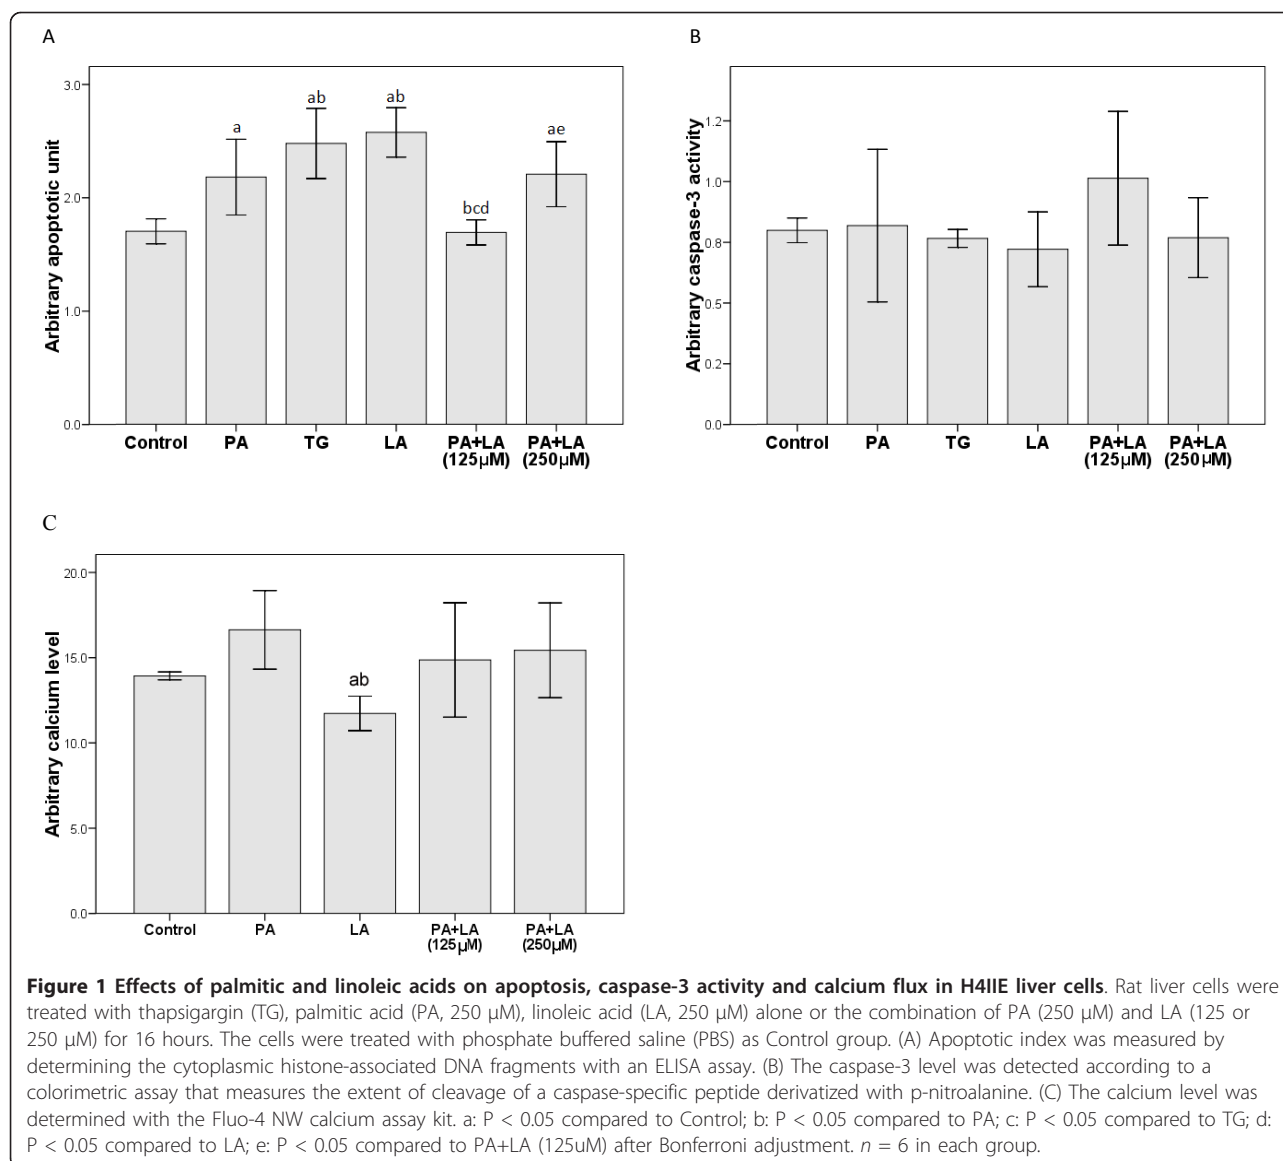 A
Arbitrary apoptotic unit
3.0
2.0
1.0
0.0
a
ab
ab
bcd
ae
Control PA TG LA PA+LA PA+LA
(125µM) (250µM)
B
Arbitrary caspase-3 activity
1.2
1.0
0.8
0.5
0.2
0.0
Control PA TG LA PA+LA PA+LA
(125µM) (250µM)
C
Arbitrary calcium level
20.0
15.0
10.0
5.0
0.0
ab
Control PA LA PA+LA PA+LA
(125µM) (250µM)
Figure 1 Effects of palmitic and linoleic acids on apoptosis, caspase-3 activity and calcium flux in H4IIE liver cells. Rat liver cells were
treated with thapsigargin (TG), palmitic acid (PA, 250 µM), linoleic acid (LA, 250 µM) alone or the combination of PA (250 µM) and LA (125 or
250 µM) for 16 hours. The cells were treated with phosphate buffered saline (PBS) as Control group. (A) Apoptotic index was measured by
determining the cytoplasmic histone-associated DNA fragments with an ELISA assay. (B) The caspase-3 level was detected according to a
colorimetric assay that measures the extent of cleavage of a caspase-specific peptide derivatized with p-nitroalanine. (C) The calcium level was
determined with the Fluo-4 NW calcium assay kit. a: P < 0.05 compared to Control; b: P < 0.05 compared to PA; c: P < 0.05 compared to TG; d:
P < 0.05 compared to LA; e: P < 0.05 compared to PA+LA (125uM) after Bonferroni adjustment. n = 6 in each group.